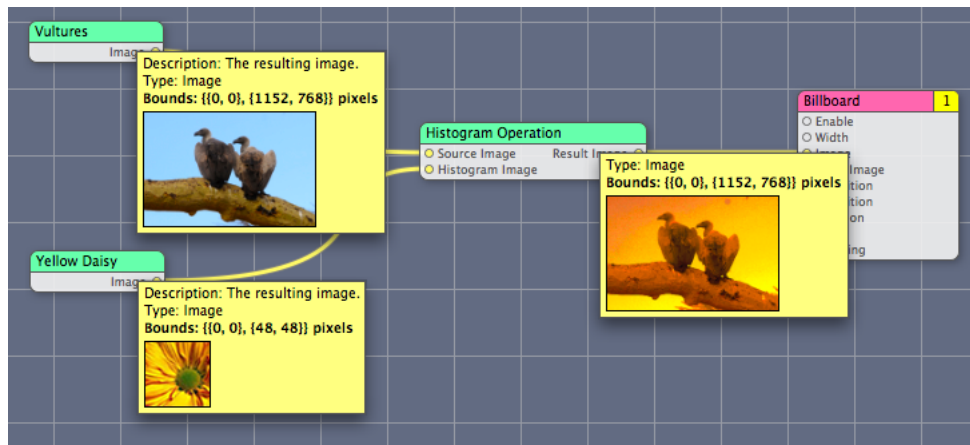 Vultures
Image
Description: The resulting image.
Type: Image
Bounds: {{0, 0}, {1152, 768}} pixels
Histogram Operation
Source Image
Result Image
Histogram Image
Type: Image
Bounds: {{0, 0}, {1152, 768}} pixels
Billboard 1
Enable
Width
Image
Image
Yellow Daisy
Image
Description: The resulting image.
Type: Image
Bounds: {{0, 0}, {48, 48}} pixels